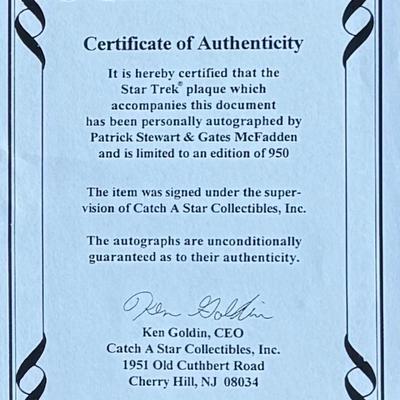 Certificate of Authenticity
It is hereby certified that the
Star Trek® plaque which
accompanies this document
has been personally autographed by
Patrick Stewart & Gates McFadden
and is limited to an edition of 950
The item was signed under the super-
vision of Catch A Star Collectibles, Inc.
The autographs are unconditionally
guaranteed as to their authenticity.
Ken Goldin
Ken Goldin, CEO
Catch A Star Collectibles, Inc.
1951 Old Cuthbert Road
Cherry Hill, NJ 08034